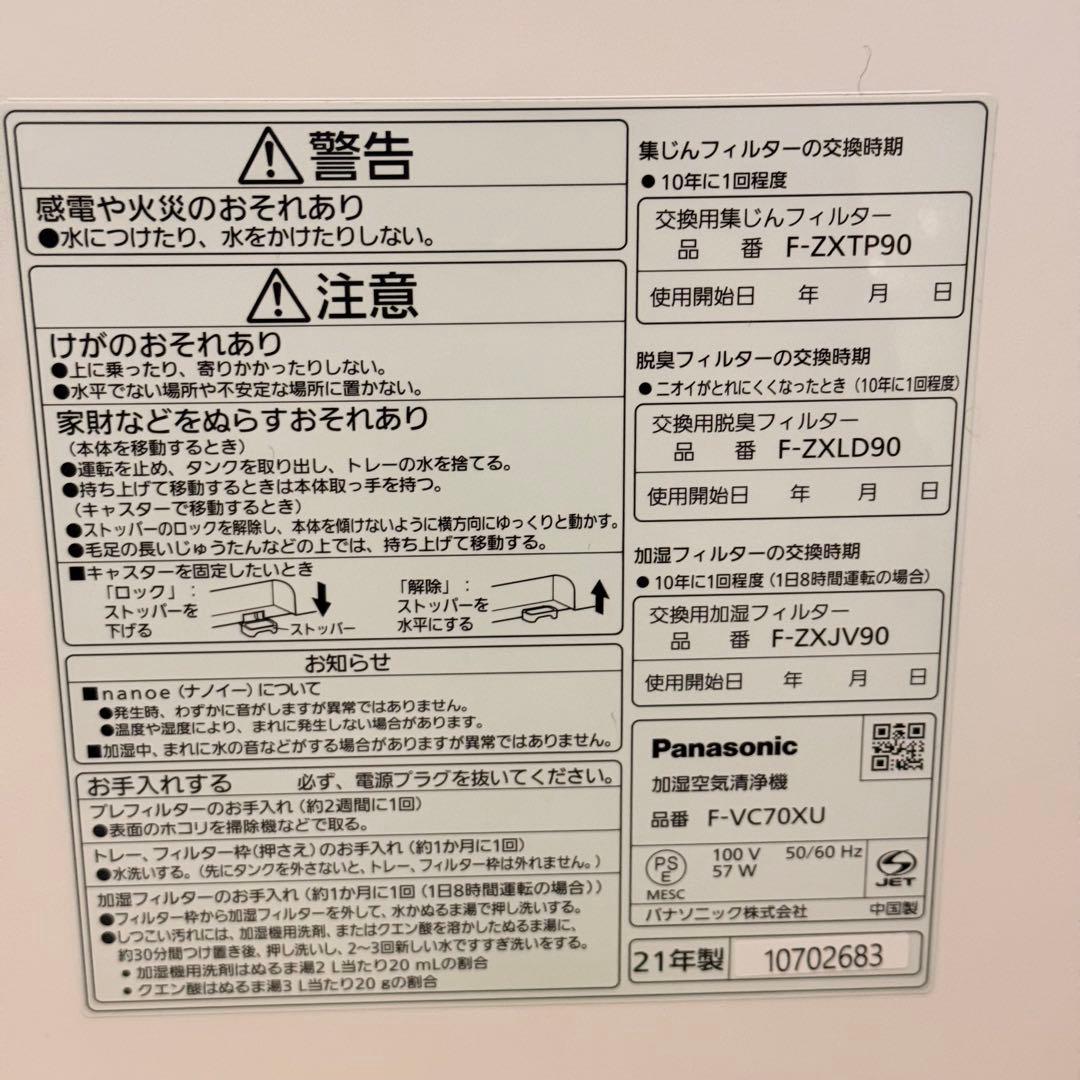 警告
感電や火災のおそれあり
●水につけたり、水をかけたりしない。
注意
けがのおそれあり
●上に乗ったり、寄りかかったりしない。
●水平でない場所や不安定な場所に置かない。
家財などをぬらすおそれあり
（本体を移動するとき）
●運転を止め、タンクを取り出し、トレーの水を捨てる。
●持ち上げて移動するときは本体取っ手を持つ。
（キャスターで移動するとき）
●ストッパーのロックを解除し、本体を傾けないように横方向にゆっくりと動かす。
●毛足の長いじゅうたんなどの上では、持ち上げて移動する。
■キャスターを固定したいとき
「ロック」：
ストッパーを
下げる
ストッパー
「解除」：
ストッパーを
水平にする
お知らせ
■nanoe（ナノイー）について
●発生時、わずかに音がしますが異常ではありません。
●温度や湿度により、まれに発生しない場合があります。
■加湿中、まれに水の音などがする場合がありますが異常ではありません。
お手入れする 必ず、電源プラグを抜いてください。
プレフィルターのお手入れ（約2週間に1回）
●表面のホコリを掃除機などで取る。
トレー、フィルター枠（押さえ）のお手入れ（約1か月に1回）
●水洗いする。（先にタンクを外さないと、トレー、フィルター枠は外れません。）
加湿フィルターのお手入れ（約1か月に1回（1日8時間運転の場合））
●フィルター枠から加湿フィルターを外して、水かぬるま湯で押し洗いする。
●しつこい汚れには、加湿機用洗剤、またはクエン酸を溶かしたぬるま湯に、
約30分間つけ置き後、押し洗いし、2～3回新しい水ですすぎ洗いをする。
• 加湿機用洗剤はぬるま湯2 L当たり20 mLの割合
• クエン酸はぬるま湯3 L当たり20 gの割合
集じんフィルターの交換時期
● 10年に1回程度
交換用集じんフィルター
品 番 F-ZXTP90
使用開始日 年 月 日
脱臭フィルターの交換時期
● ニオイがとれにくくなったとき（10年に1回程度）
交換用脱臭フィルター
品 番 F-ZXLD90
使用開始日 年 月 日
加湿フィルターの交換時期
● 10年に1回程度（1日8時間運転の場合）
交換用加湿フィルター
品 番 F-ZXJV90
使用開始日 年 月 日
Panasonic
加湿空気清浄機
品番 F-VC70XU
PS
E
MESC
100 V 50/60 Hz
57 W
JET
パナソニック株式会社 中国製
21年製 10702683